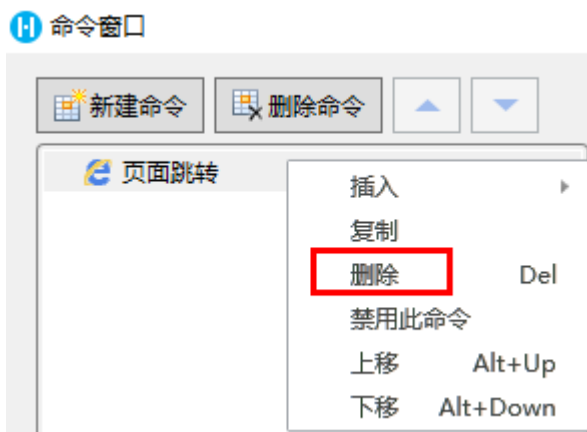 命令窗口
新建命令 删除命令
页面跳转
插入
复制
删除 Del
禁用此命令
上移 Alt+Up
下移 Alt+Down